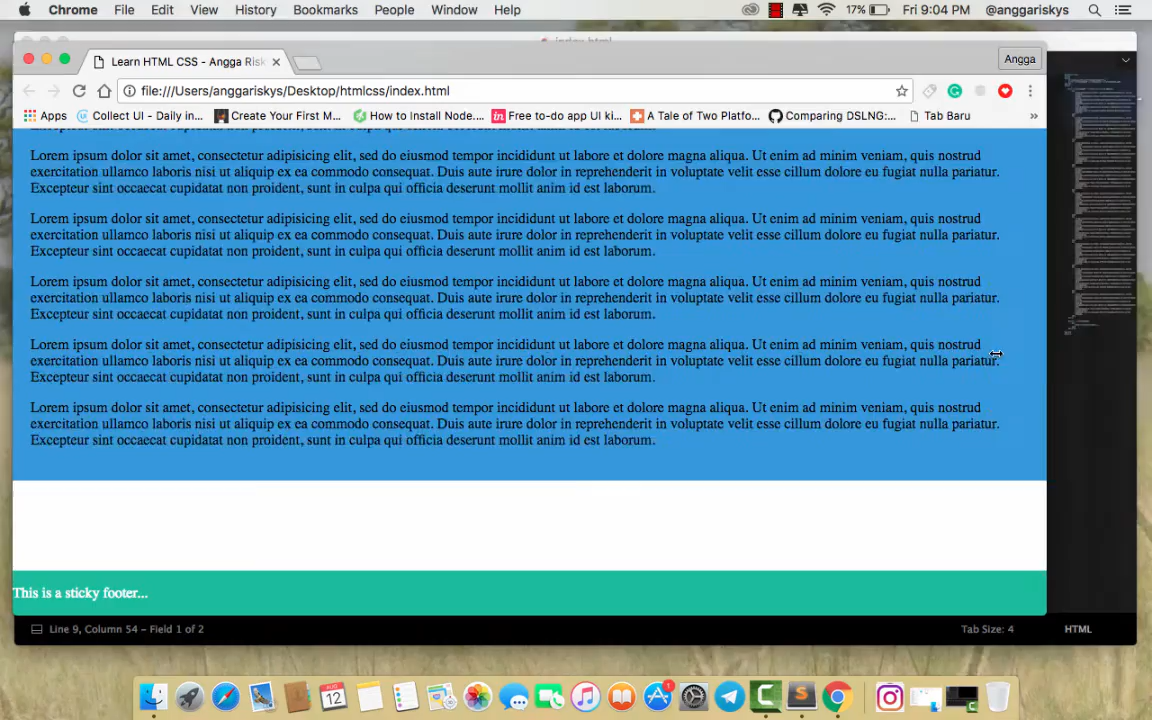 Chrome File Edit View History Bookmarks People Window Help 17% Fri 9:04 PM @anggariskys
index.html
Learn HTML CSS - Angga Risk Angga
file:///Users/anggariskys/Desktop/htmlcss/index.html
Apps Collect UI - Daily in... Create Your First M... How to Install Node.... Free to-do app UI ki... A Tale of Two Platfo... Comparing DSLNG:... Tab Baru »
Excepteur sint occaecat cupidatat non proident, sunt in culpa qui officia deserunt mollit anim id est laborum.
Lorem ipsum dolor sit amet, consectetur adipisicing elit, sed do eiusmod tempor incididunt ut labore et dolore magna aliqua. Ut enim ad minim veniam, quis nostrud
exercitation ullamco laboris nisi ut aliquip ex ea commodo consequat. Duis aute irure dolor in reprehenderit in voluptate velit esse cillum dolore eu fugiat nulla pariatur.
Excepteur sint occaecat cupidatat non proident, sunt in culpa qui officia deserunt mollit anim id est laborum.
Lorem ipsum dolor sit amet, consectetur adipisicing elit, sed do eiusmod tempor incididunt ut labore et dolore magna aliqua. Ut enim ad minim veniam, quis nostrud
exercitation ullamco laboris nisi ut aliquip ex ea commodo consequat. Duis aute irure dolor in reprehenderit in voluptate velit esse cillum dolore eu fugiat nulla pariatur.
Excepteur sint occaecat cupidatat non proident, sunt in culpa qui officia deserunt mollit anim id est laborum.
Lorem ipsum dolor sit amet, consectetur adipisicing elit, sed do eiusmod tempor incididunt ut labore et dolore magna aliqua. Ut enim ad minim veniam, quis nostrud
exercitation ullamco laboris nisi ut aliquip ex ea commodo consequat. Duis aute irure dolor in reprehenderit in voluptate velit esse cillum dolore eu fugiat nulla pariatur.
Excepteur sint occaecat cupidatat non proident, sunt in culpa qui officia deserunt mollit anim id est laborum.
Lorem ipsum dolor sit amet, consectetur adipisicing elit, sed do eiusmod tempor incididunt ut labore et dolore magna aliqua. Ut enim ad minim veniam, quis nostrud
exercitation ullamco laboris nisi ut aliquip ex ea commodo consequat. Duis aute irure dolor in reprehenderit in voluptate velit esse cillum dolore eu fugiat nulla pariatur.
Excepteur sint occaecat cupidatat non proident, sunt in culpa qui officia deserunt mollit anim id est laborum.
Lorem ipsum dolor sit amet, consectetur adipisicing elit, sed do eiusmod tempor incididunt ut labore et dolore magna aliqua. Ut enim ad minim veniam, quis nostrud
exercitation ullamco laboris nisi ut aliquip ex ea commodo consequat. Duis aute irure dolor in reprehenderit in voluptate velit esse cillum dolore eu fugiat nulla pariatur.
Excepteur sint occaecat cupidatat non proident, sunt in culpa qui officia deserunt mollit anim id est laborum.
This is a sticky footer...
Line 9, Column 54 – Field 1 of 2 Tab Size: 4 HTML
12